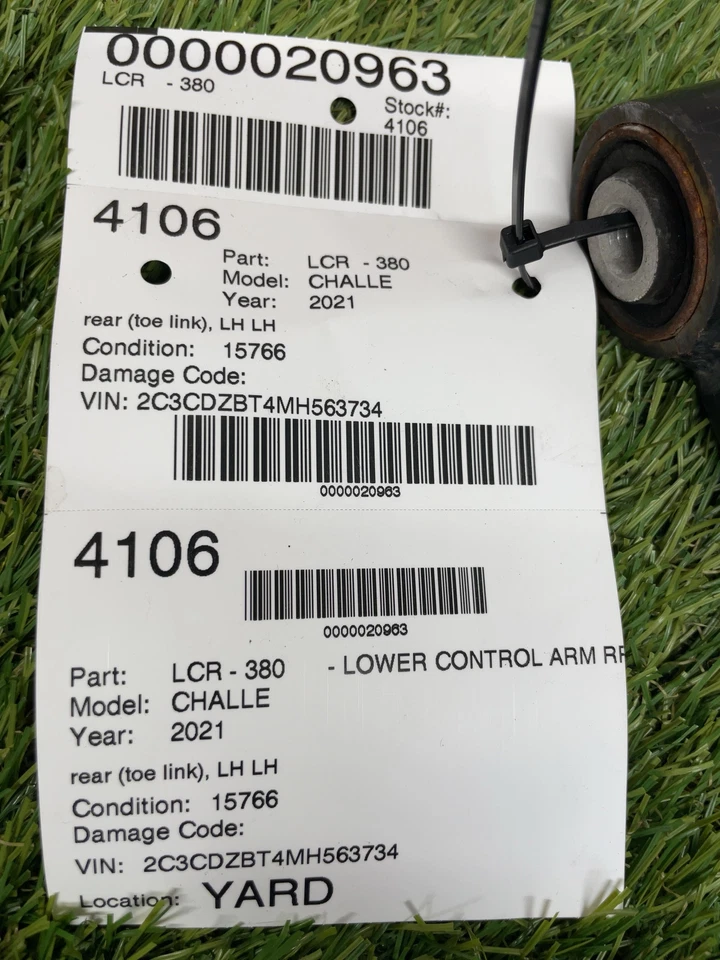 0000020963
LCR - 380
Stock#:
4106
4106
Part: LCR - 380
Model: CHALLE
Year: 2021
rear (toe link), LH LH
Condition: 15766
Damage Code:
VIN: 2C3CDZBT4MH563734
0000020963
4106
0000020963
Part: LCR - 380 - LOWER CONTROL ARM RR
Model: CHALLE
Year: 2021
rear (toe link), LH LH
Condition: 15766
Damage Code:
VIN: 2C3CDZBT4MH563734
Location: YARD